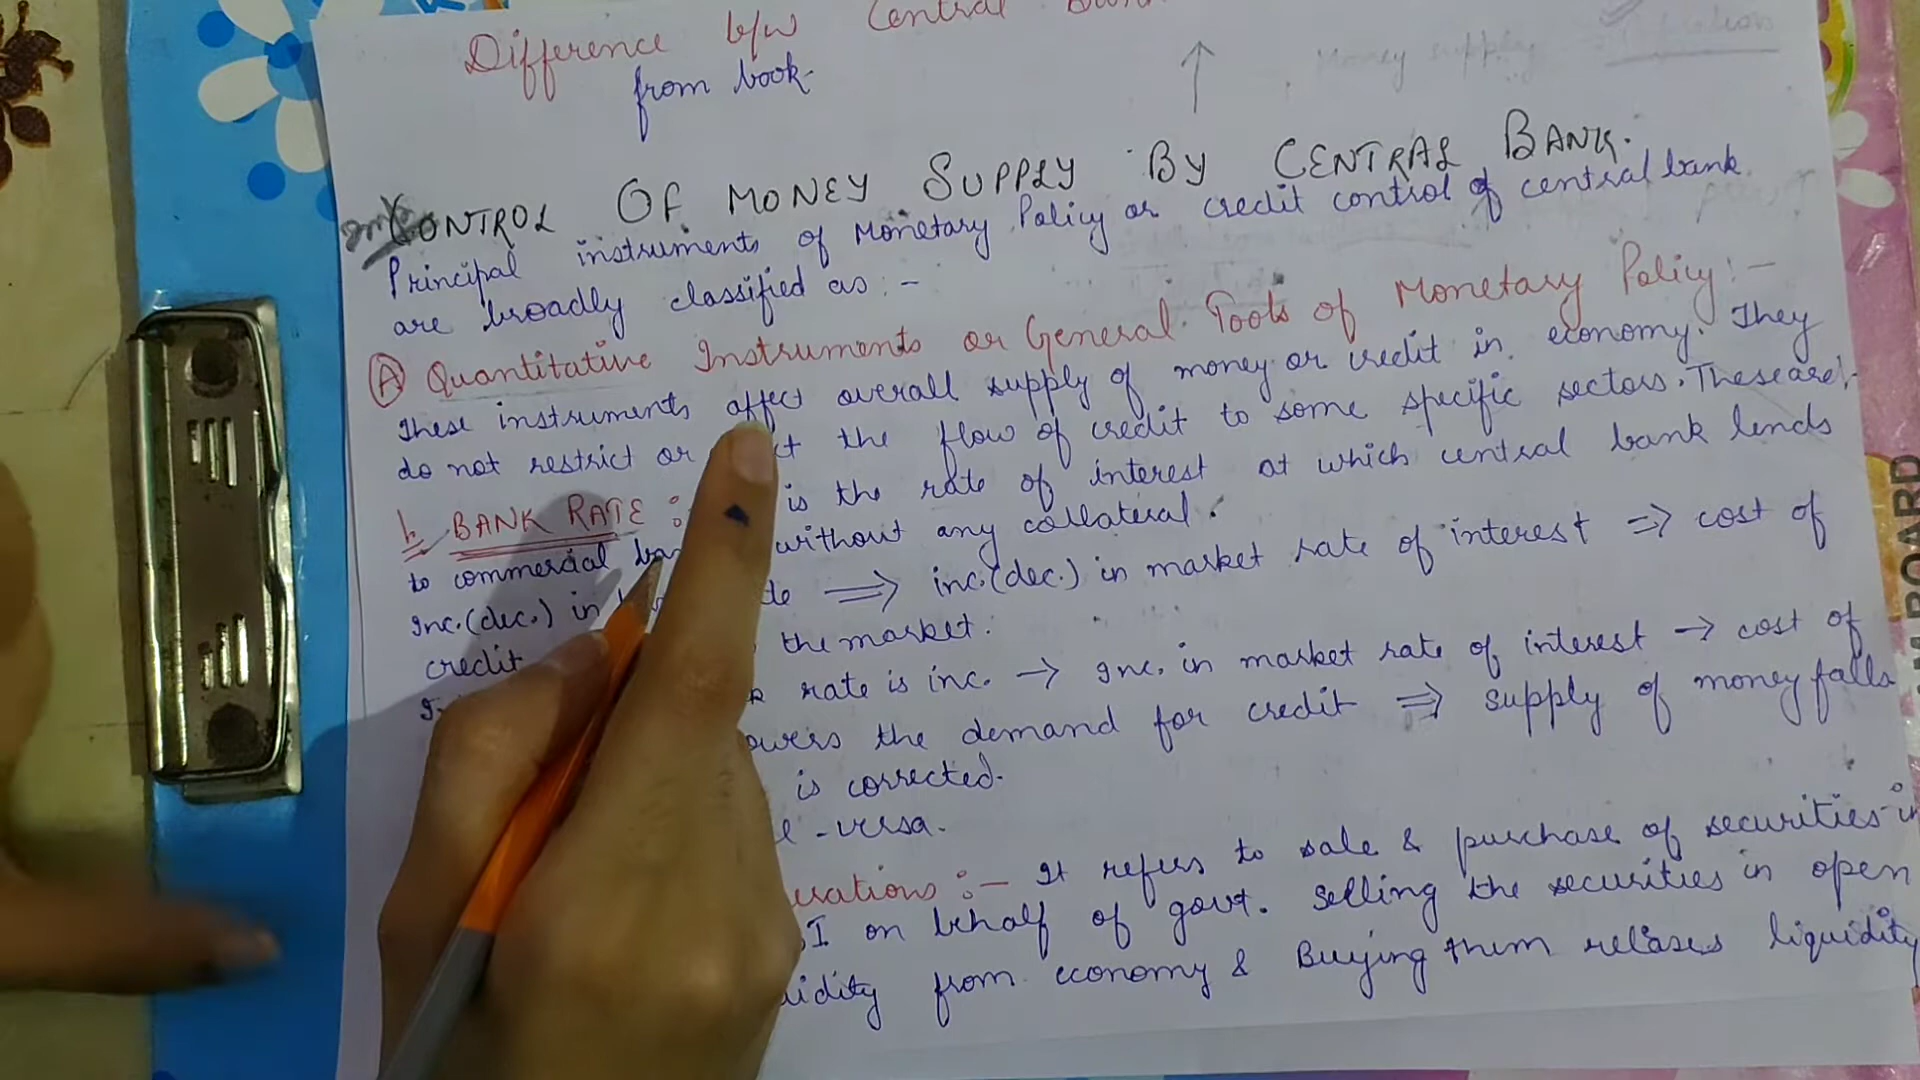 Difference b/w Central Bank
from book.
Money supply
CONTROL OF MONEY SUPPLY BY CENTRAL BANK.
Principal instruments of Monetary Policy or credit control of central bank
are broadly classified as :-
A Quantitative Instruments or General Tools of Monetary Policy :-
These instruments affect overall supply of money or credit in economy. They
do not restrict or the flow of credit to some specific sectors. These are
1. BANK RATE : is the rate of interest at which central bank lends
to commercial without any collateral.
Inc.(dec.) in => inc.(dec.) in market rate of interest => cost of
credit the market.
rate is inc. → Inc. in market rate of interest → cost of
the demand for credit => supply of money falls
is corrected.
-versa.
:- It refers to sale & purchase of securities in
on behalf of govt. Selling the securities in open
from economy & Buying them relases liquidity
BOARD